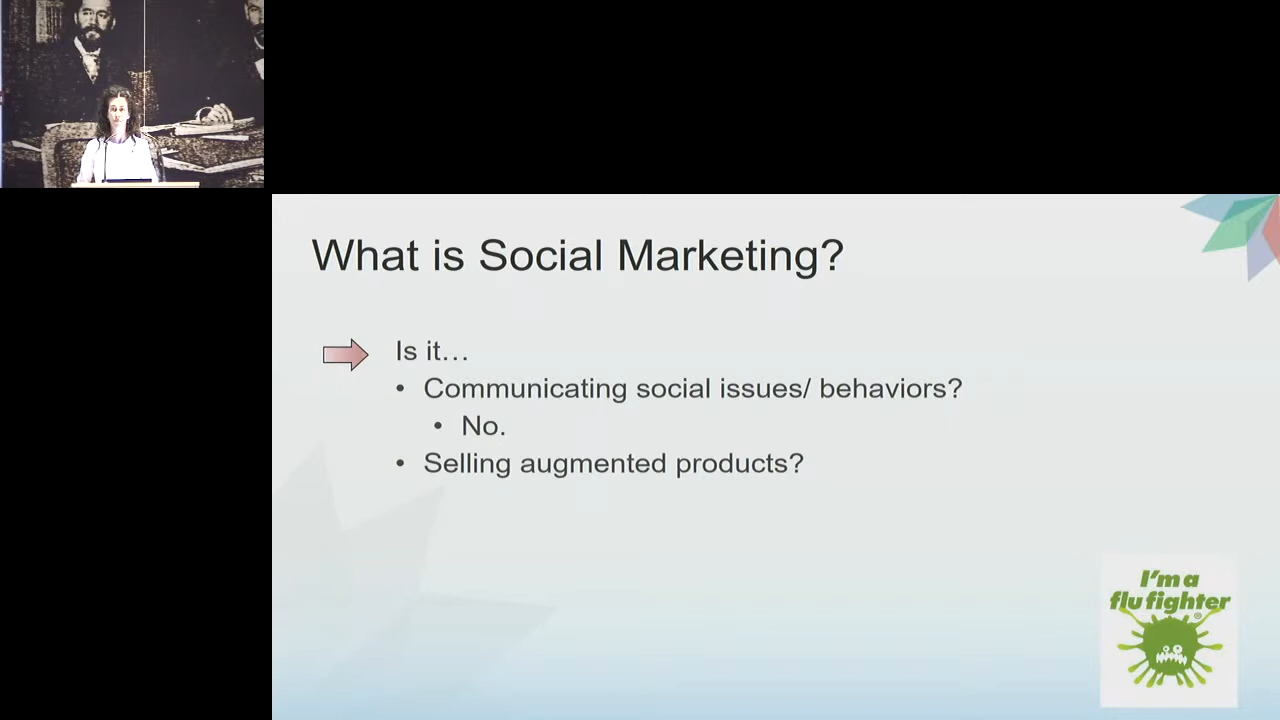 What is Social Marketing?
Is it…
• Communicating social issues/ behaviors?
• No.
• Selling augmented products?
I'm a
flu fighter
®